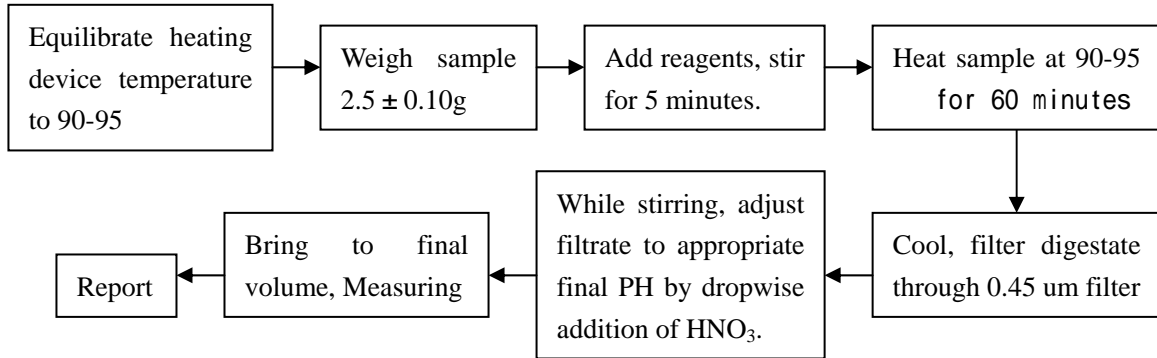 Equilibrate heating
device temperature
to 90-95
Weigh sample
2.5 ± 0.10g
Add reagents, stir
for 5 minutes.
Heat sample at 90-95
for 60 minutes
Cool, filter digestate
through 0.45 um filter
While stirring, adjust
filtrate to appropriate
final PH by dropwise
addition of HNO₃.
Bring to final
volume, Measuring
Report